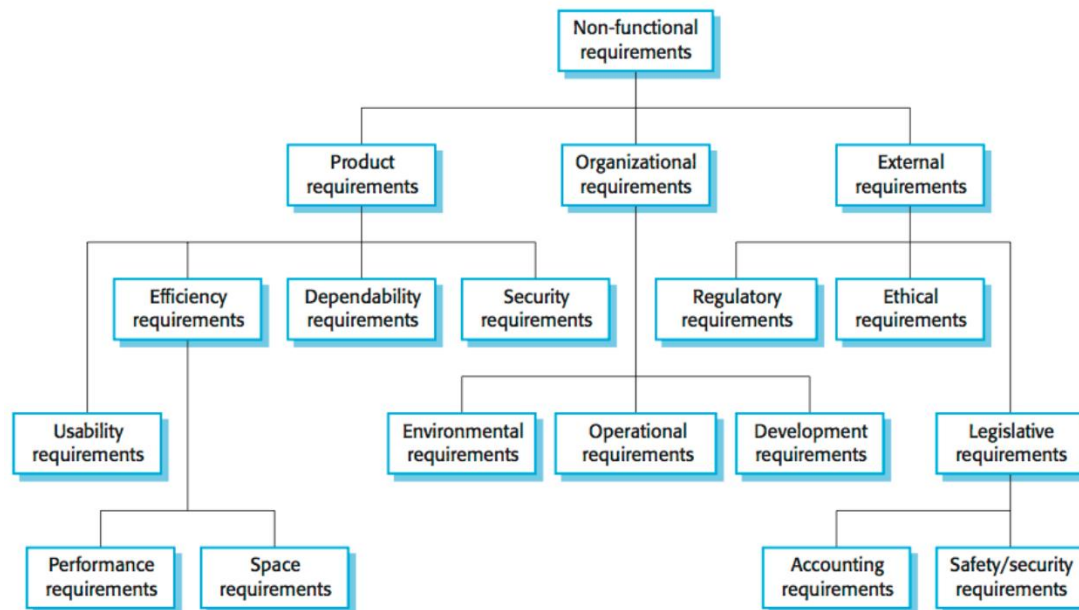 Non-functional
requirements
Product
requirements
Organizational
requirements
External
requirements
Efficiency
requirements
Dependability
requirements
Security
requirements
Regulatory
requirements
Ethical
requirements
Usability
requirements
Environmental
requirements
Operational
requirements
Development
requirements
Legislative
requirements
Performance
requirements
Space
requirements
Accounting
requirements
Safety/security
requirements